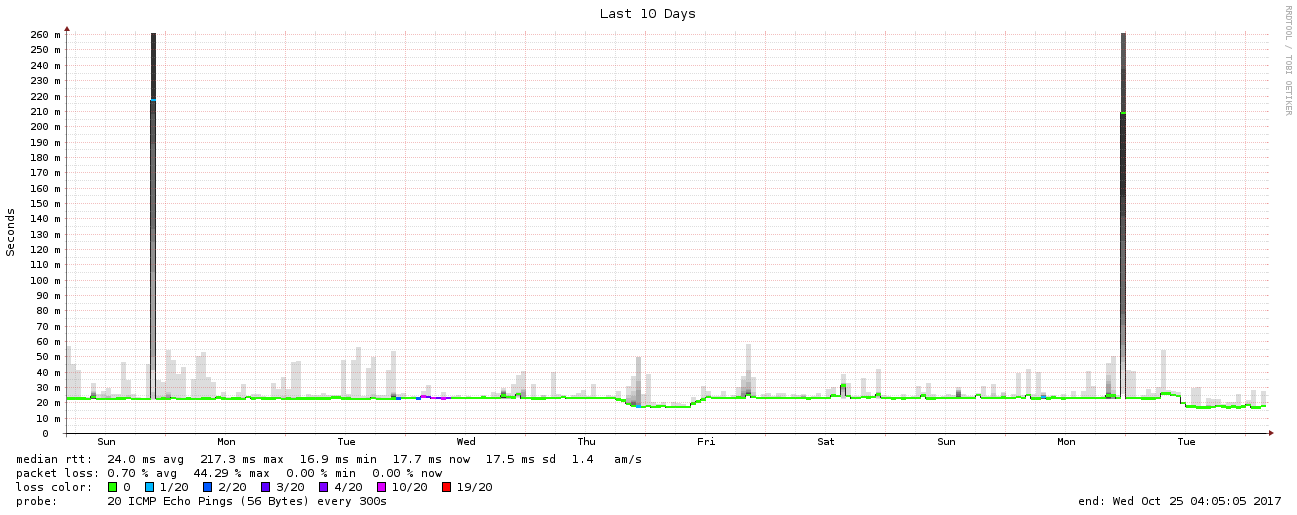 Last 10 Days
RRDTOOL / TOBI OETIKER
Seconds
260 m
250 m
240 m
230 m
220 m
210 m
200 m
190 m
180 m
170 m
160 m
150 m
140 m
130 m
120 m
110 m
100 m
90 m
80 m
70 m
60 m
50 m
40 m
30 m
20 m
10 m
0
Sun Mon Tue Wed Thu Fri Sat Sun Mon Tue
median rtt: 24.0 ms avg 217.3 ms max 16.9 ms min 17.7 ms now 17.5 ms sd 1.4 am/s
packet loss: 0.70 % avg 44.29 % max 0.00 % min 0.00 % now
loss color: 0 1/20 2/20 3/20 4/20 10/20 19/20
probe: 20 ICMP Echo Pings (56 Bytes) every 300s end: Wed Oct 25 04:05:05 2017